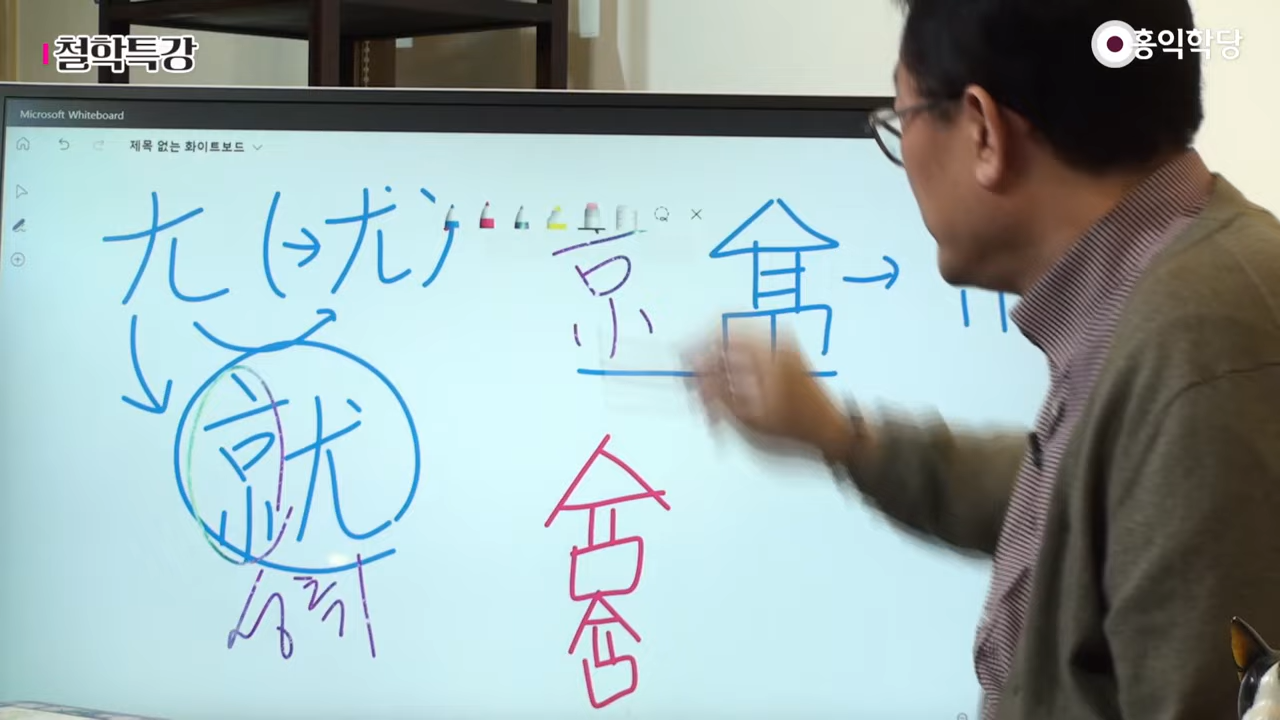 철학특강
홍익학당
Microsoft Whiteboard
제목 없는 화이트보드
尢 (→尤)
京
→
就
성취